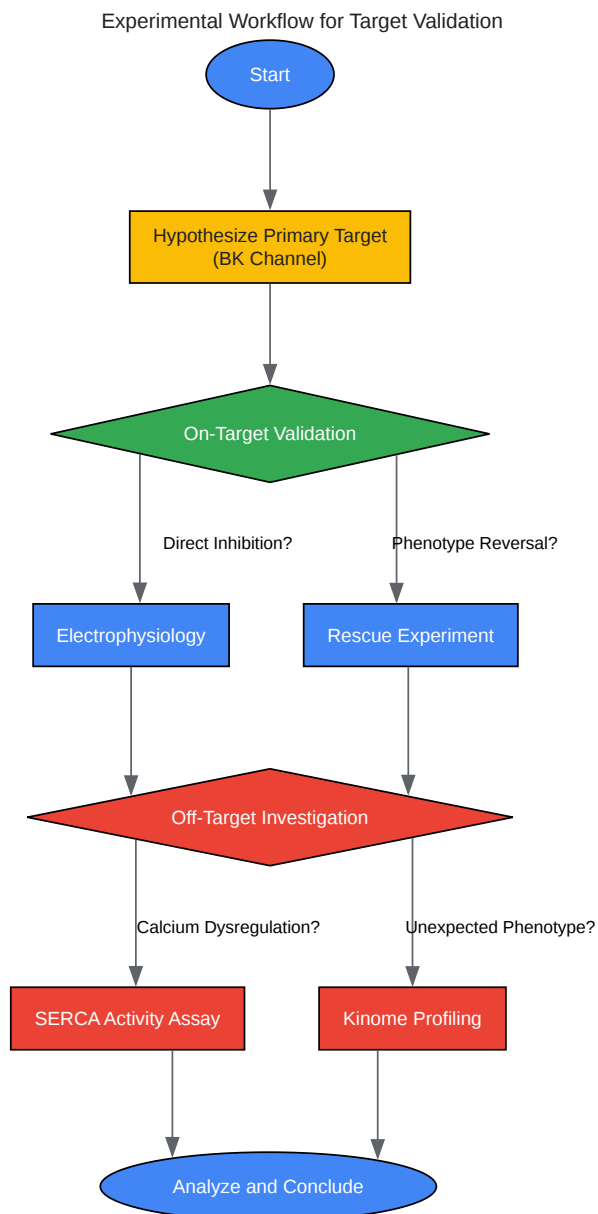 Experimental Workflow for Target Validation
Start
Hypothesize Primary Target
(BK Channel)
On-Target Validation
Direct Inhibition?
Phenotype Reversal?
Electrophysiology
Rescue Experiment
Off-Target Investigation
Calcium Dysregulation?
Unexpected Phenotype?
SERCA Activity Assay
Kinome Profiling
Analyze and Conclude